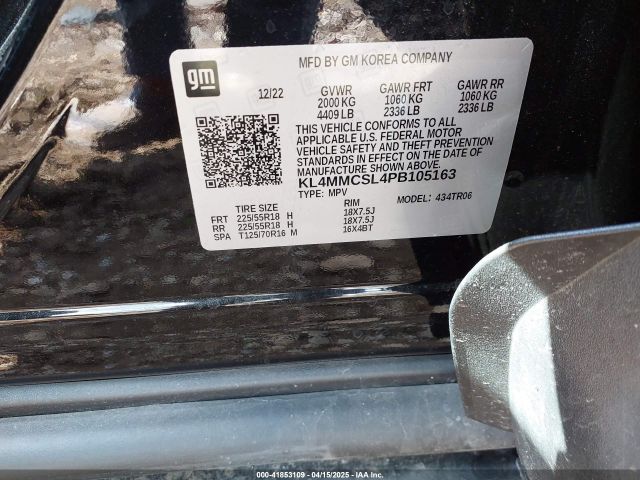 MFD BY GM KOREA COMPANY
gm
12/22 GVWR GAWR FRT GAWR RR
2000 KG 1060 KG 1060 KG
4409 LB 2336 LB 2336 LB
THIS VEHICLE CONFORMS TO ALL
APPLICABLE U.S. FEDERAL MOTOR
VEHICLE SAFETY AND THEFT PREVENTION
STANDARDS IN EFFECT ON THE DATE OF
MANUFACTURE SHOWN ABOVE.
KL4MMCSL4PB105163
TYPE: MPV MODEL: 434TR06
TIRE SIZE RIM
FRT 225/55R18 H 18X7.5J
RR 225/55R18 H 18X7.5J
SPA T125/70R16 M 16X4BT
00-41853109 - 04/15/2025 - IAA Inc.